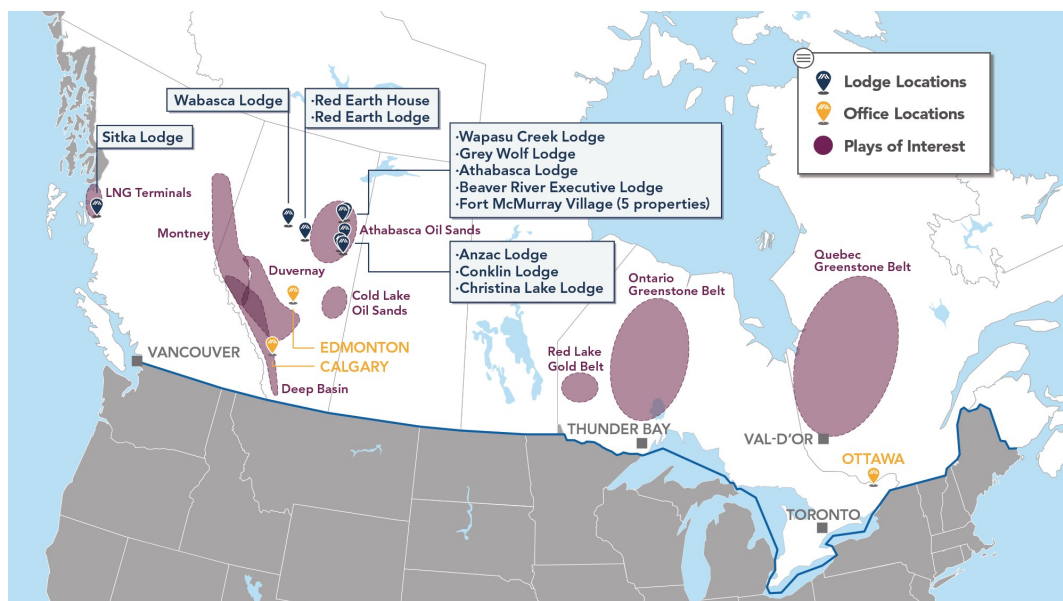 Lodge Locations
Office Locations
Plays of Interest
Wabasca Lodge
·Red Earth House
·Red Earth Lodge
Sitka Lodge
·Wapasu Creek Lodge
·Grey Wolf Lodge
·Athabasca Lodge
·Beaver River Executive Lodge
·Fort McMurray Village (5 properties)
LNG Terminals
Montney
Athabasca Oil Sands
·Anzac Lodge
·Conklin Lodge
·Christina Lake Lodge
Duvernay
Cold Lake
Oil Sands
Quebec
Greenstone Belt
Ontario
Greenstone Belt
EDMONTON
CALGARY
VANCOUVER
Deep Basin
Red Lake
Gold Belt
THUNDER BAY
VAL-D'OR
OTTAWA
TORONTO